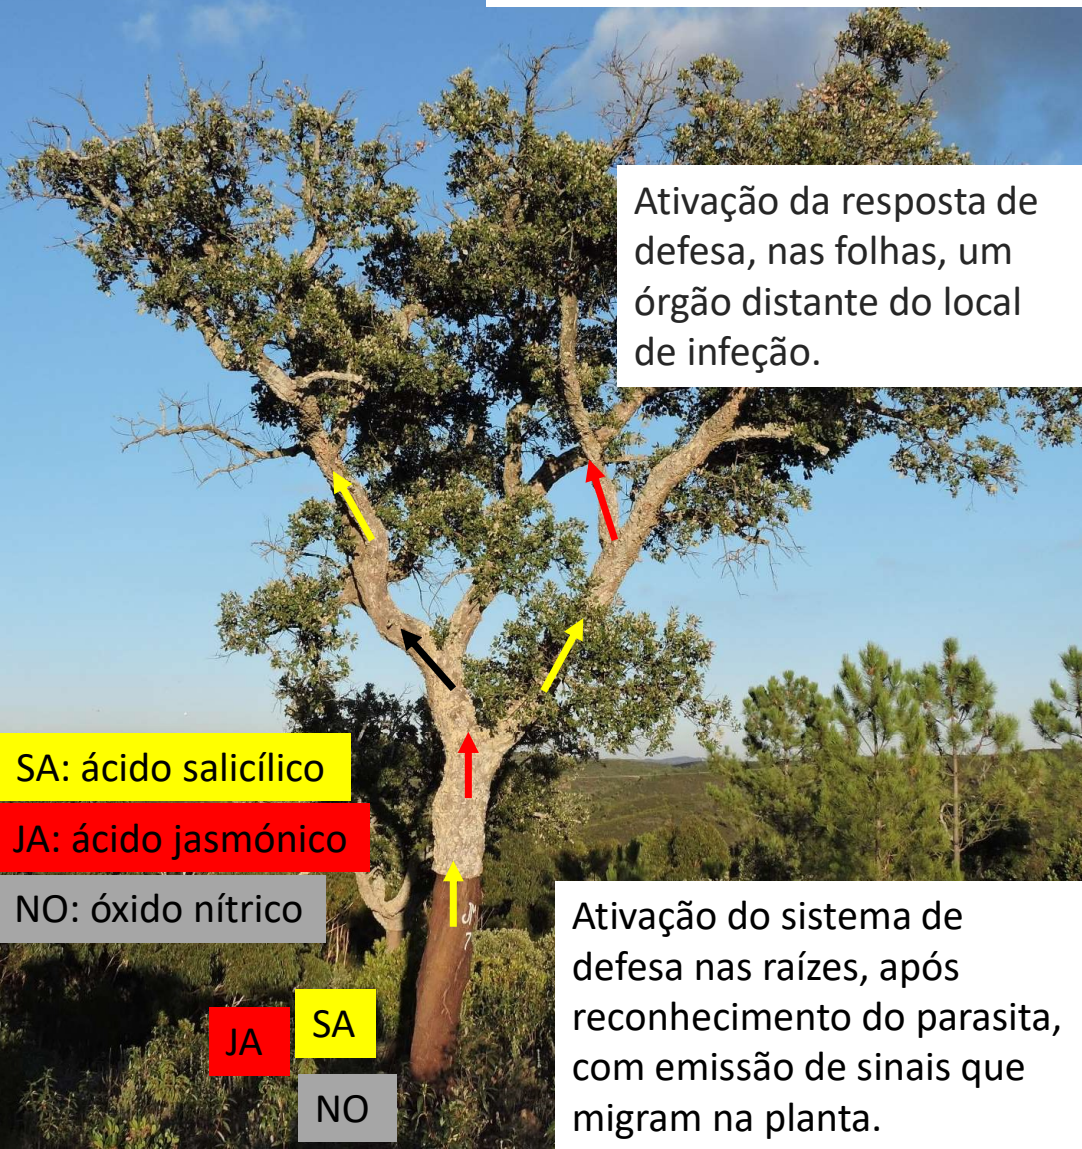 Ativação da resposta de
defesa, nas folhas, um
órgão distante do local
de infeção.
SA: ácido salicílico
JA: ácido jasmónico
NO: óxido nítrico
Ativação do sistema de
defesa nas raízes, após
reconhecimento do parasita,
com emissão de sinais que
migram na planta.
SA
JA
NO
7